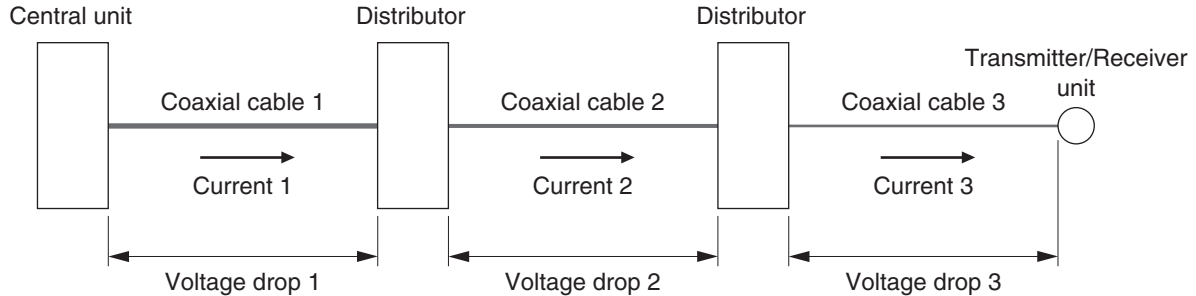 Central unit
Distributor
Distributor
Transmitter/Receiver
unit
Coaxial cable 1
Coaxial cable 2
Coaxial cable 3
Current 1
Current 2
Current 3
Voltage drop 1
Voltage drop 2
Voltage drop 3